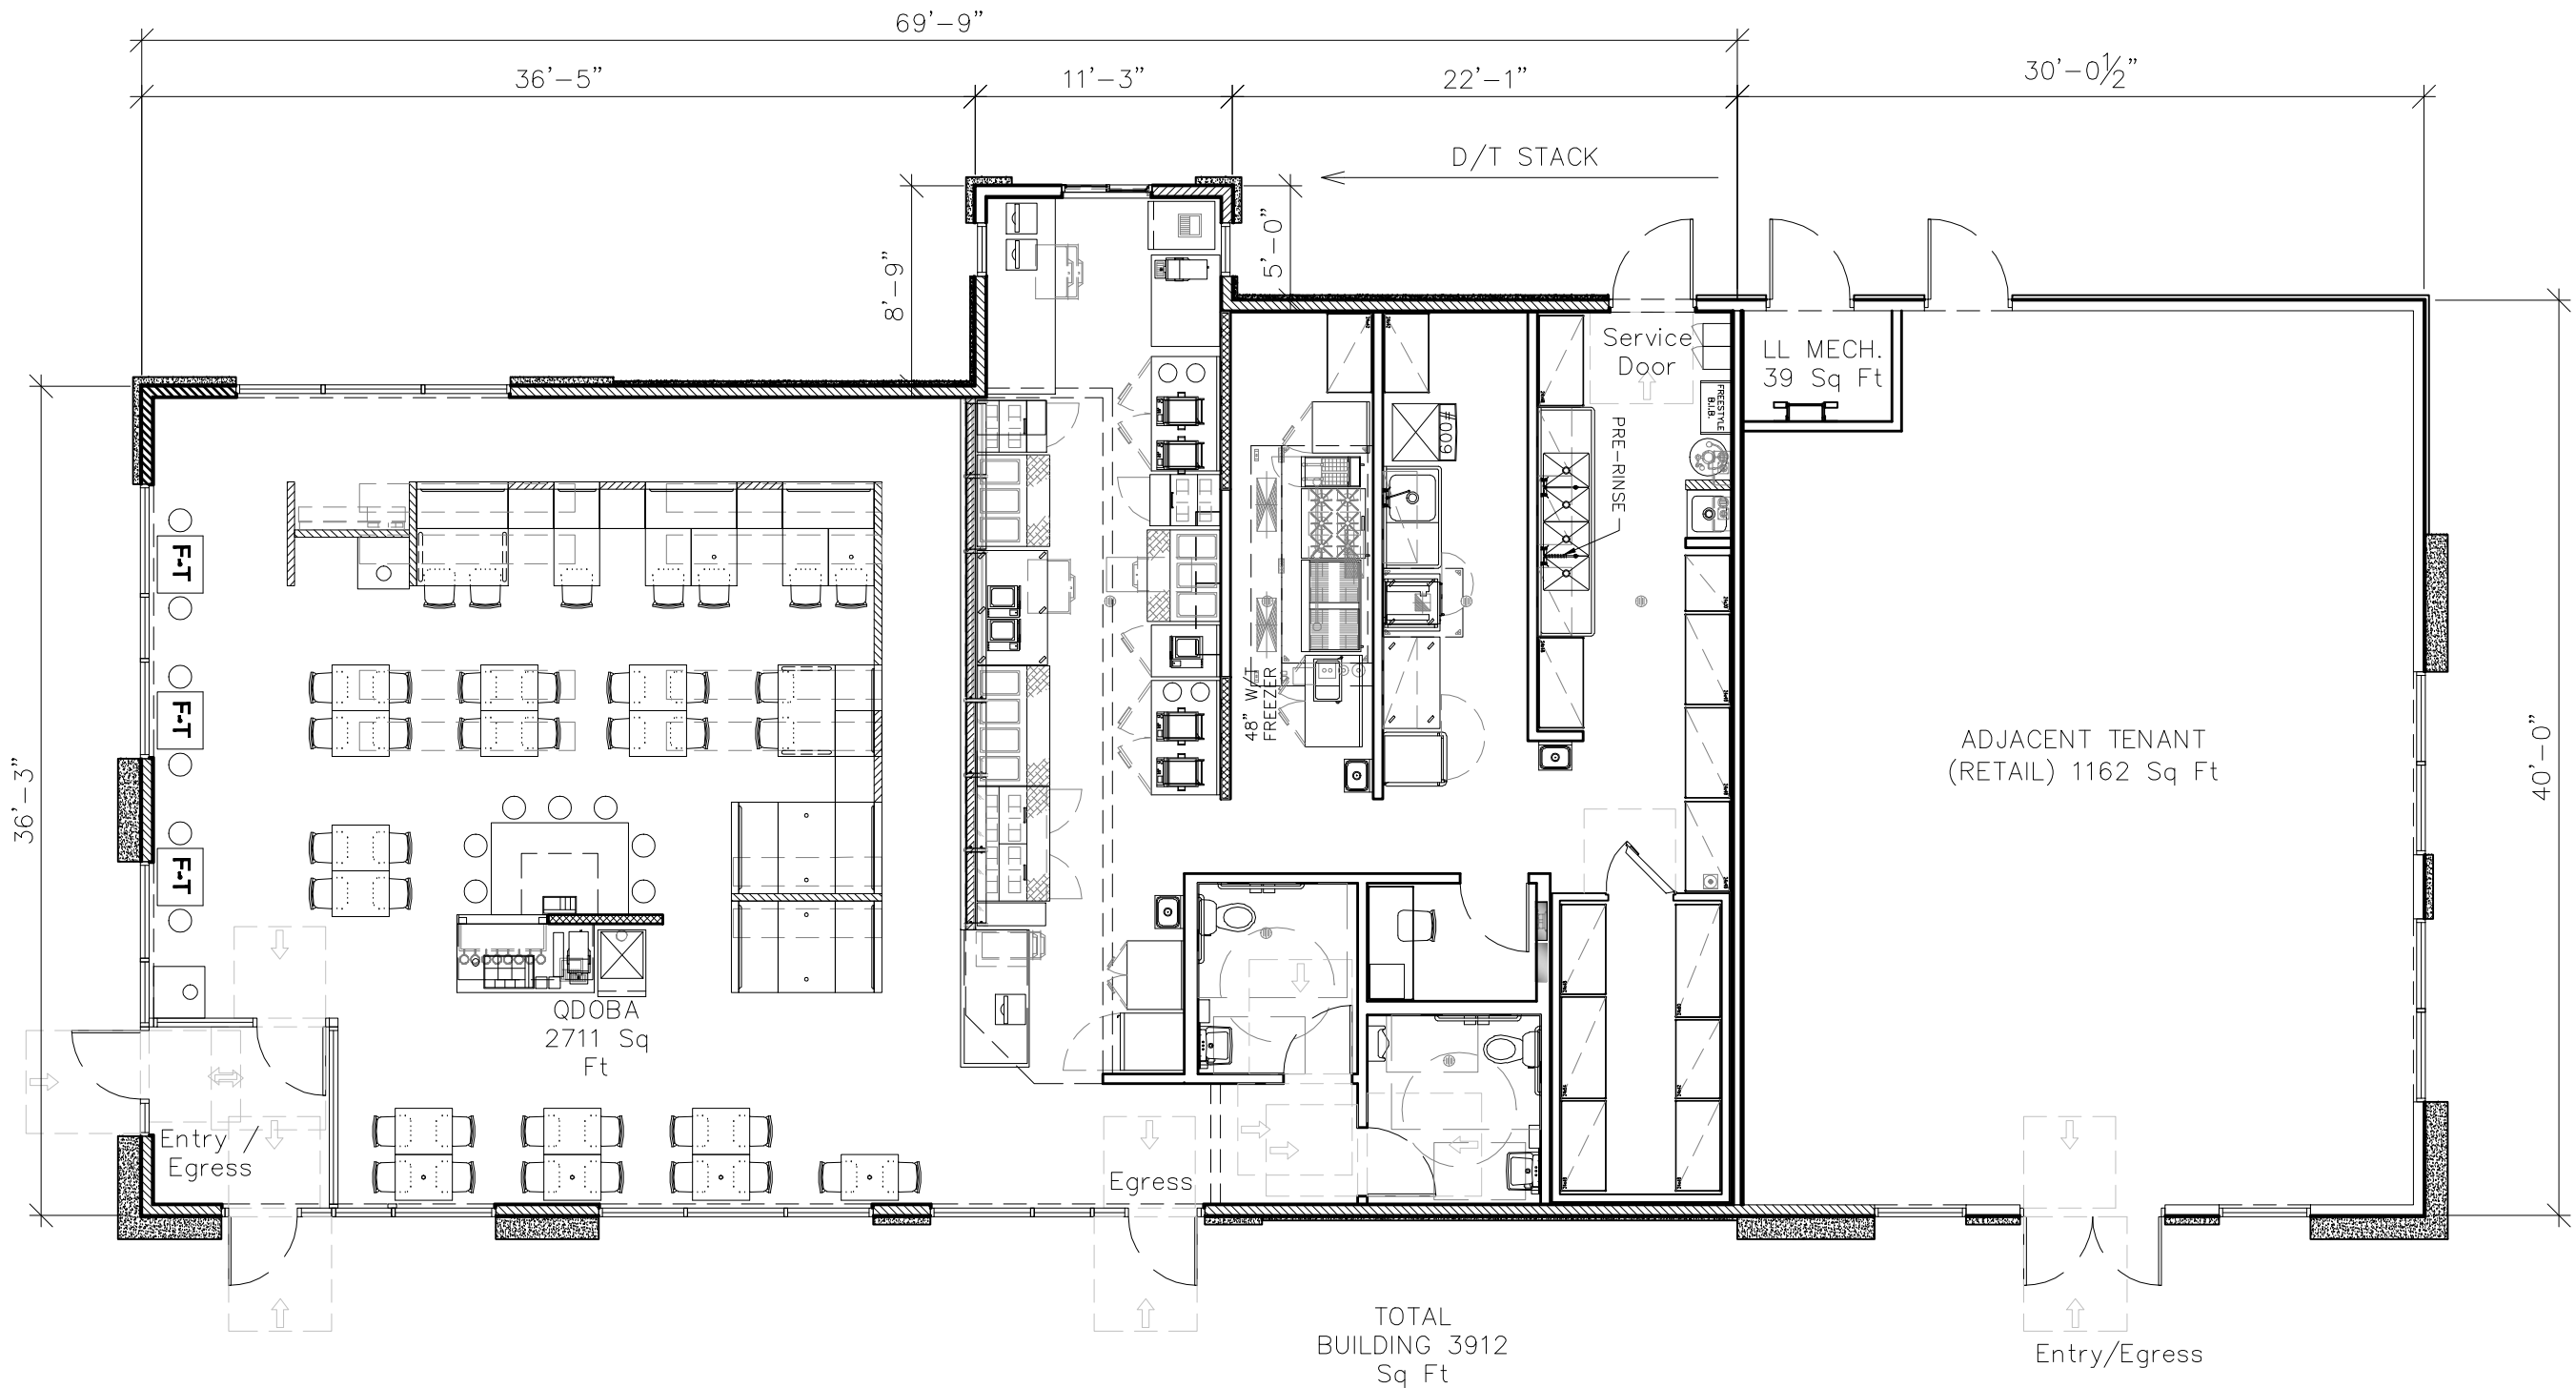 69'-9"
36'-5"
11'-3"
22'-1"
30'-0½"
D/T STACK
8'-9"
5'-0"
Service
Door
LL MECH.
39 Sq Ft
FREESTYLE
B.I.B.
600#
PRE-RINSE
F-T
F-T
F-T
48" W/T
FREEZER
36'-3"
40'-0"
ADJACENT TENANT
(RETAIL) 1162 Sq Ft
QDOBA
2711 Sq
Ft
Entry /
Egress
Egress
TOTAL
BUILDING 3912
Sq Ft
Entry/Egress